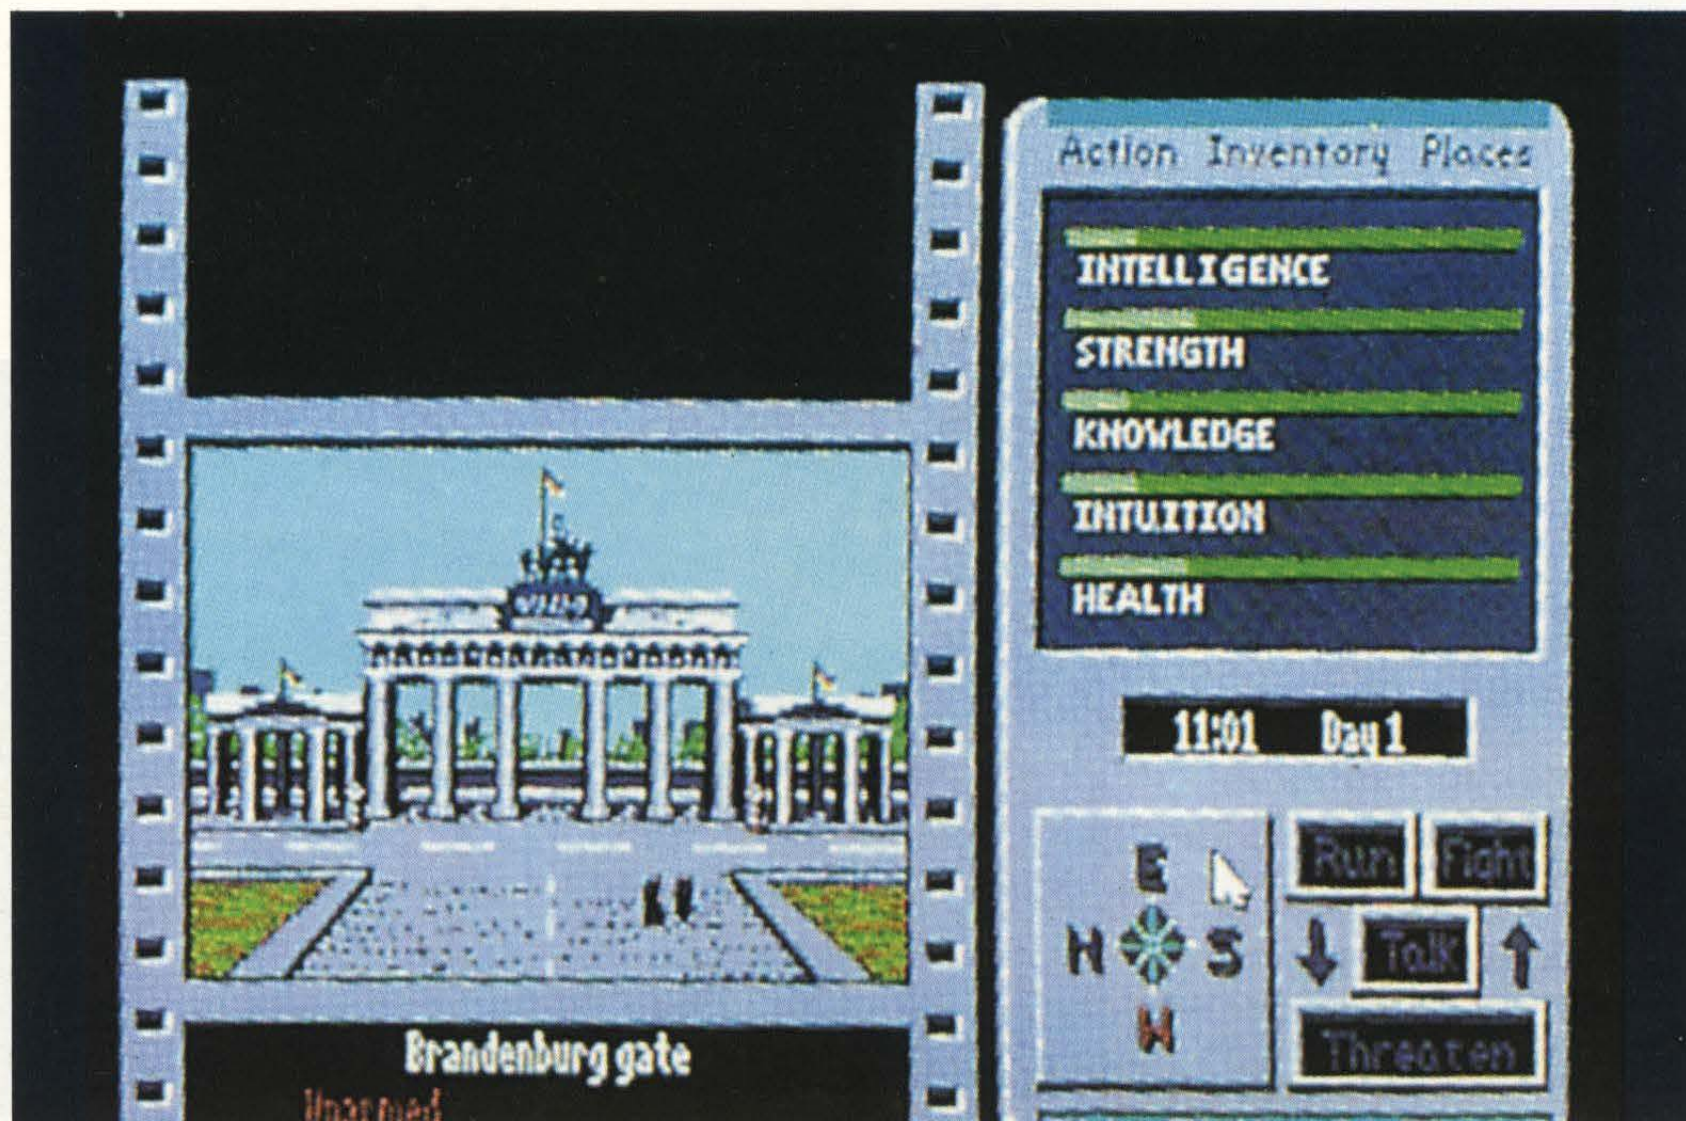 Action Inventory Places
INTELLIGENCE
STRENGTH
KNOWLEDGE
INTUITION
HEALTH
11:01 Day 1
E
N S
W
Run Fight
Talk
Threaten
Brandenburg gate
Unarmed